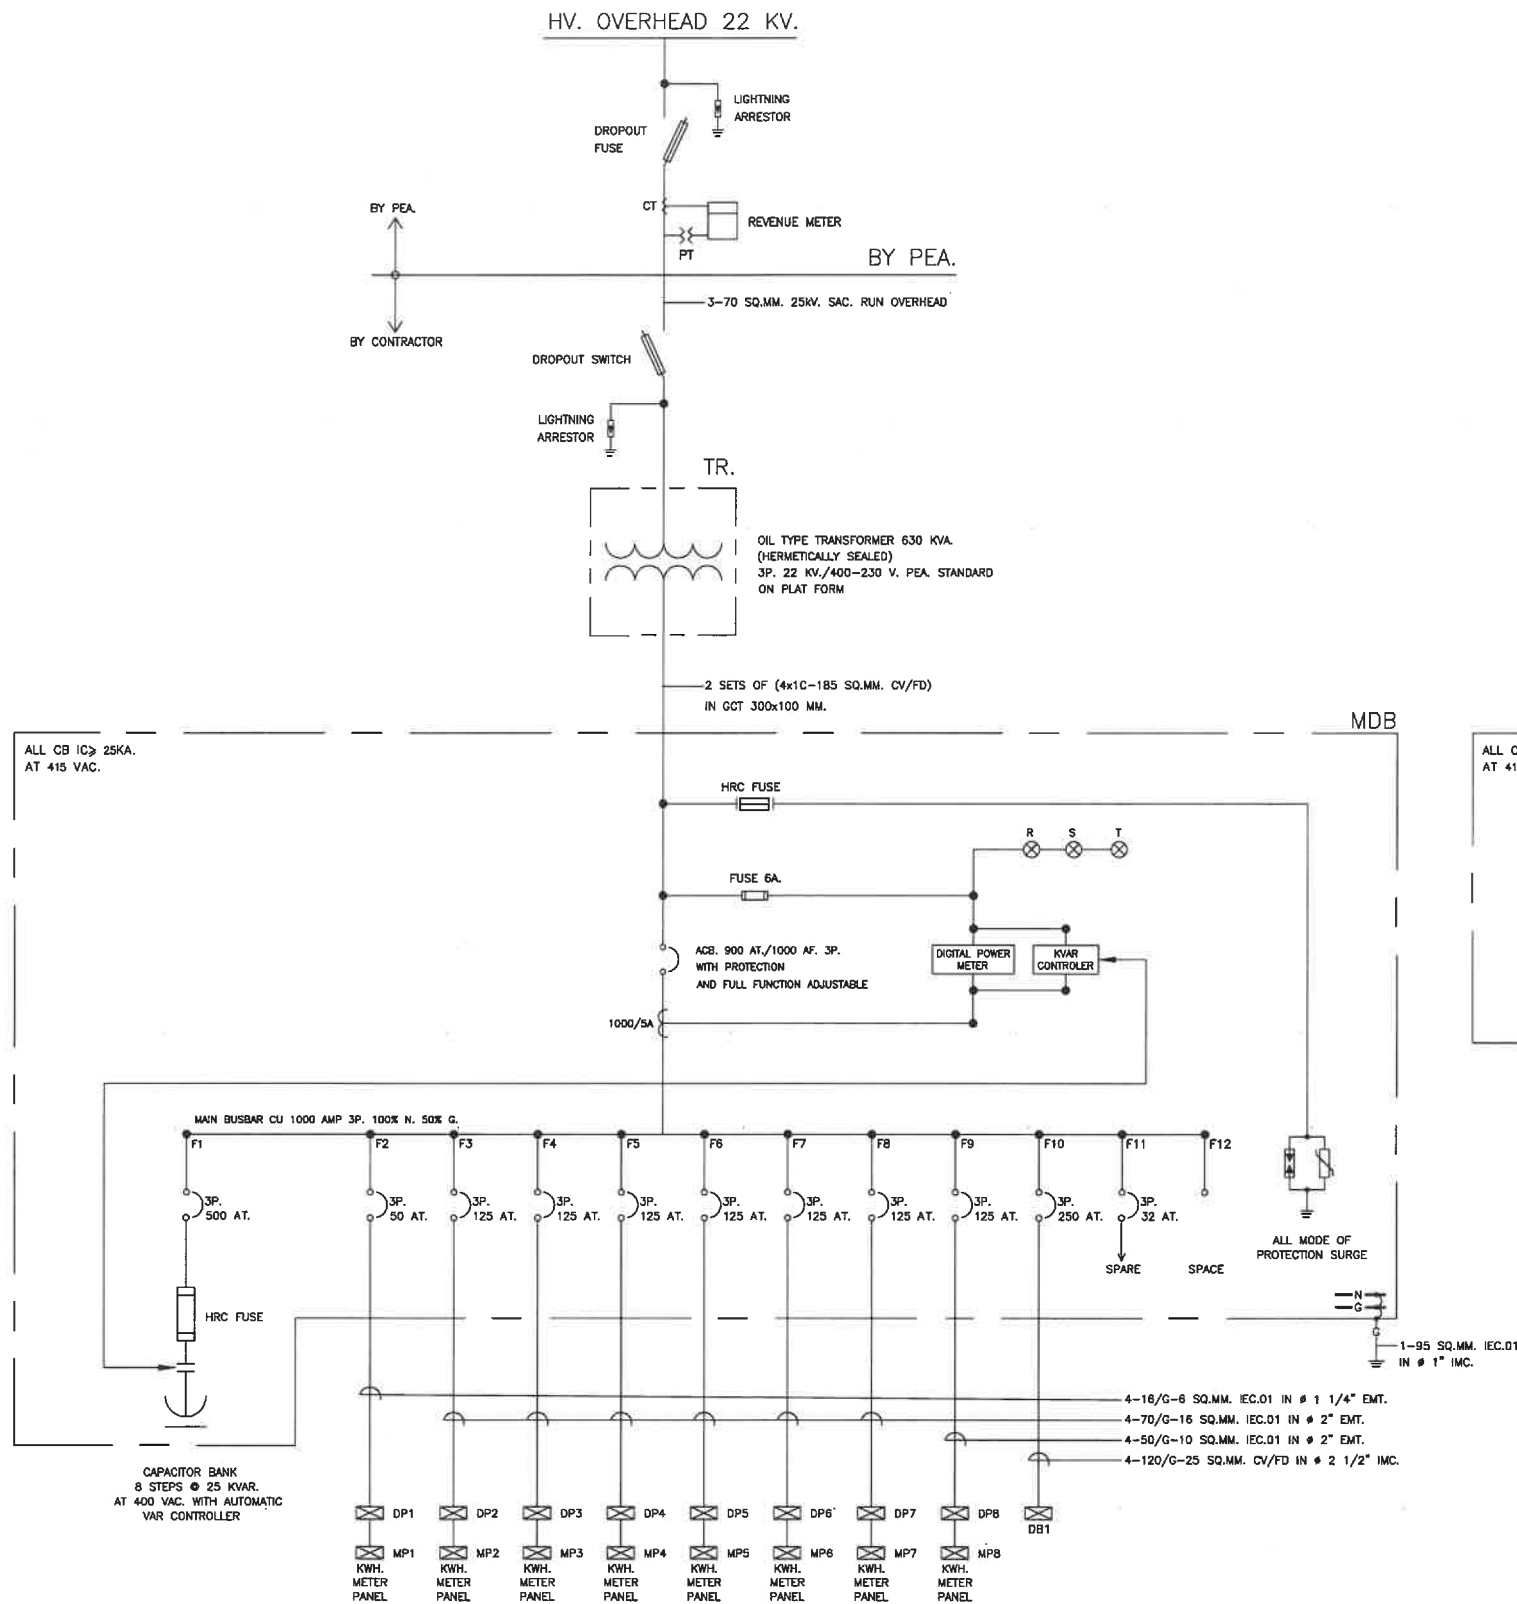 HV. OVERHEAD 22 KV.
LIGHTNING
ARRESTOR
DROPOUT
FUSE
CT
REVENUE METER
PT
BY PEA.
BY PEA.
3-70 SQ.MM. 25kV. SAC. RUN OVERHEAD
BY CONTRACTOR
DROPOUT SWITCH
LIGHTNING
ARRESTOR
TR.
OIL TYPE TRANSFORMER 630 KVA.
(HERMETICALLY SEALED)
3P. 22 KV./400-230 V. PEA. STANDARD
ON PLAT FORM
2 SETS OF (4x1C-185 SQ.MM. CV/FD)
IN GCT 300x100 MM.
MDB
ALL CB IC≥ 25KA.
AT 415 VAC.
ALL C
AT 41
HRC FUSE
R S T
FUSE 6A.
ACB. 900 AT./1000 AF. 3P.
WITH PROTECTION
AND FULL FUNCTION ADJUSTABLE
DIGITAL POWER
METER
KVAR
CONTROLER
1000/5A
MAIN BUSBAR CU 1000 AMP 3P. 100% N. 50% G.
F1 F2 F3 F4 F5 F6 F7 F8 F9 F10 F11 F12
3P. 3P. 3P. 3P. 3P. 3P. 3P. 3P. 3P. 3P. 3P.
500 AT. 50 AT. 125 AT. 125 AT. 125 AT. 125 AT. 125 AT. 125 AT. 125 AT. 250 AT. 32 AT.
ALL MODE OF
PROTECTION SURGE
SPARE SPACE
N
G
HRC FUSE
G
1-95 SQ.MM. IEC.01
IN ø 1" IMC.
4-16/G-6 SQ.MM. IEC.01 IN ø 1 1/4" EMT.
4-70/G-16 SQ.MM. IEC.01 IN ø 2" EMT.
4-50/G-10 SQ.MM. IEC.01 IN ø 2" EMT.
4-120/G-25 SQ.MM. CV/FD IN ø 2 1/2" IMC.
CAPACITOR BANK
8 STEPS @ 25 KVAR.
AT 400 VAC. WITH AUTOMATIC
VAR CONTROLLER
DP1 DP2 DP3 DP4 DP5 DP6 DP7 DP8
DB1
MP1 MP2 MP3 MP4 MP5 MP6 MP7 MP8
KWH. KWH. KWH. KWH. KWH. KWH. KWH. KWH.
METER METER METER METER METER METER METER METER
PANEL PANEL PANEL PANEL PANEL PANEL PANEL PANEL